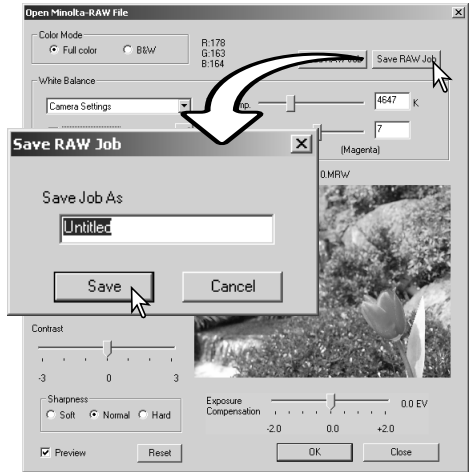 Open Minolta-RAW File
Color Mode
Full color
B&W
R:178
G:163
B:164
Save RAW Job
White Balance
Camera Settings
4647 K
7
(Magenta)
0.MRW
Save RAW Job
Save Job As
Untitled
Save
Cancel
Contrast
-3 0 3
Sharpness
Soft
Normal
Hard
Exposure
Compensation
0.0 EV
-2.0 0.0 +2.0
Preview
Reset
OK
Close